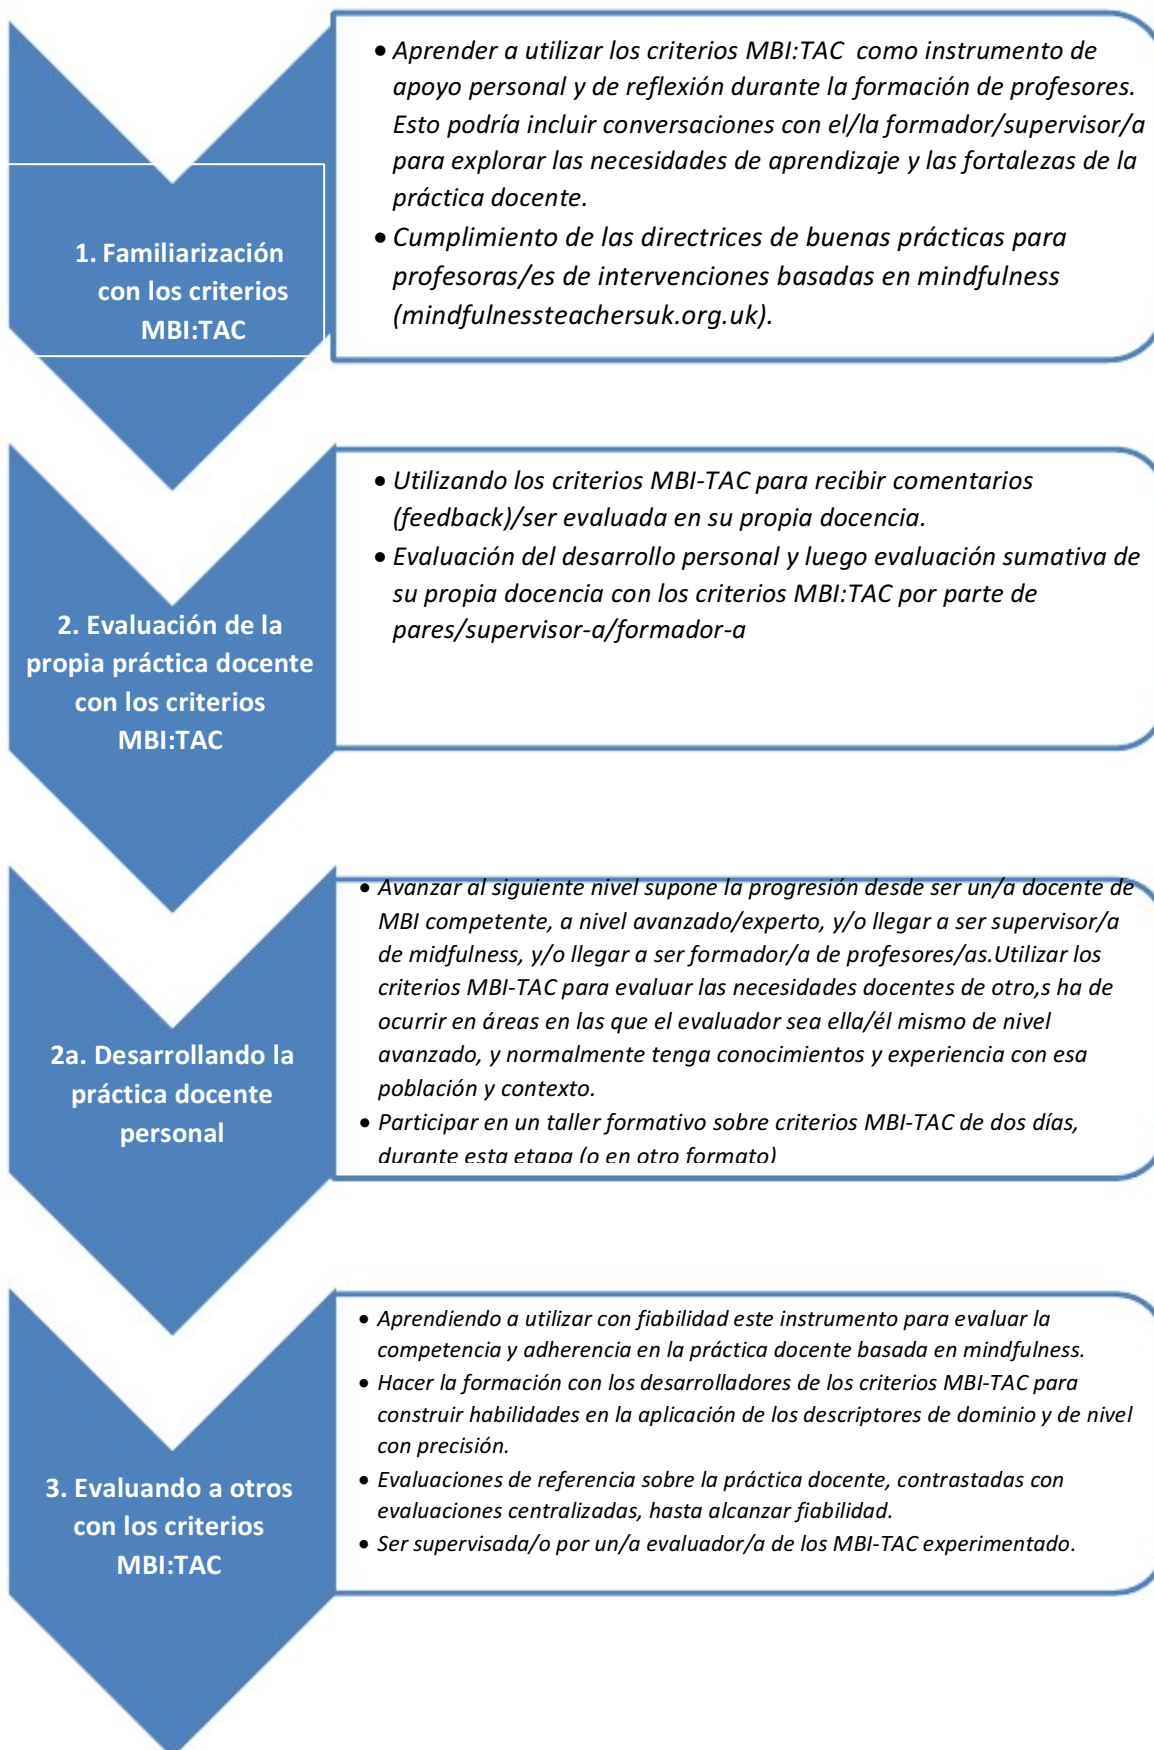 1. Familiarización
con los criterios
MBI:TAC
• Aprender a utilizar los criterios MBI:TAC como instrumento de
apoyo personal y de reflexión durante la formación de profesores.
Esto podría incluir conversaciones con el/la formador/supervisor/a
para explorar las necesidades de aprendizaje y las fortalezas de la
práctica docente.
• Cumplimiento de las directrices de buenas prácticas para
profesoras/es de intervenciones basadas en mindfulness
(mindfulnessteachersuk.org.uk).
2. Evaluación de la
propia práctica docente
con los criterios
MBI:TAC
• Utilizando los criterios MBI-TAC para recibir comentarios
(feedback)/ser evaluada en su propia docencia.
• Evaluación del desarrollo personal y luego evaluación sumativa de
su propia docencia con los criterios MBI:TAC por parte de
pares/supervisor-a/formador-a
2a. Desarrollando la
práctica docente
personal
• Avanzar al siguiente nivel supone la progresión desde ser un/a docente de
MBI competente, a nivel avanzado/experto, y/o llegar a ser supervisor/a
de midfulness, y/o llegar a ser formador/a de profesores/as.Utilizar los
criterios MBI-TAC para evaluar las necesidades docentes de otro,s ha de
ocurrir en áreas en las que el evaluador sea ella/él mismo de nivel
avanzado, y normalmente tenga conocimientos y experiencia con esa
población y contexto.
• Participar en un taller formativo sobre criterios MBI-TAC de dos días,
durante esta etapa (o en otro formato)
3. Evaluando a otros
con los criterios
MBI:TAC
• Aprendiendo a utilizar con fiabilidad este instrumento para evaluar la
competencia y adherencia en la práctica docente basada en mindfulness.
• Hacer la formación con los desarrolladores de los criterios MBI-TAC para
construir habilidades en la aplicación de los descriptores de dominio y de nivel
con precisión.
• Evaluaciones de referencia sobre la práctica docente, contrastadas con
evaluaciones centralizadas, hasta alcanzar fiabilidad.
• Ser supervisada/o por un/a evaluador/a de los MBI-TAC experimentado.